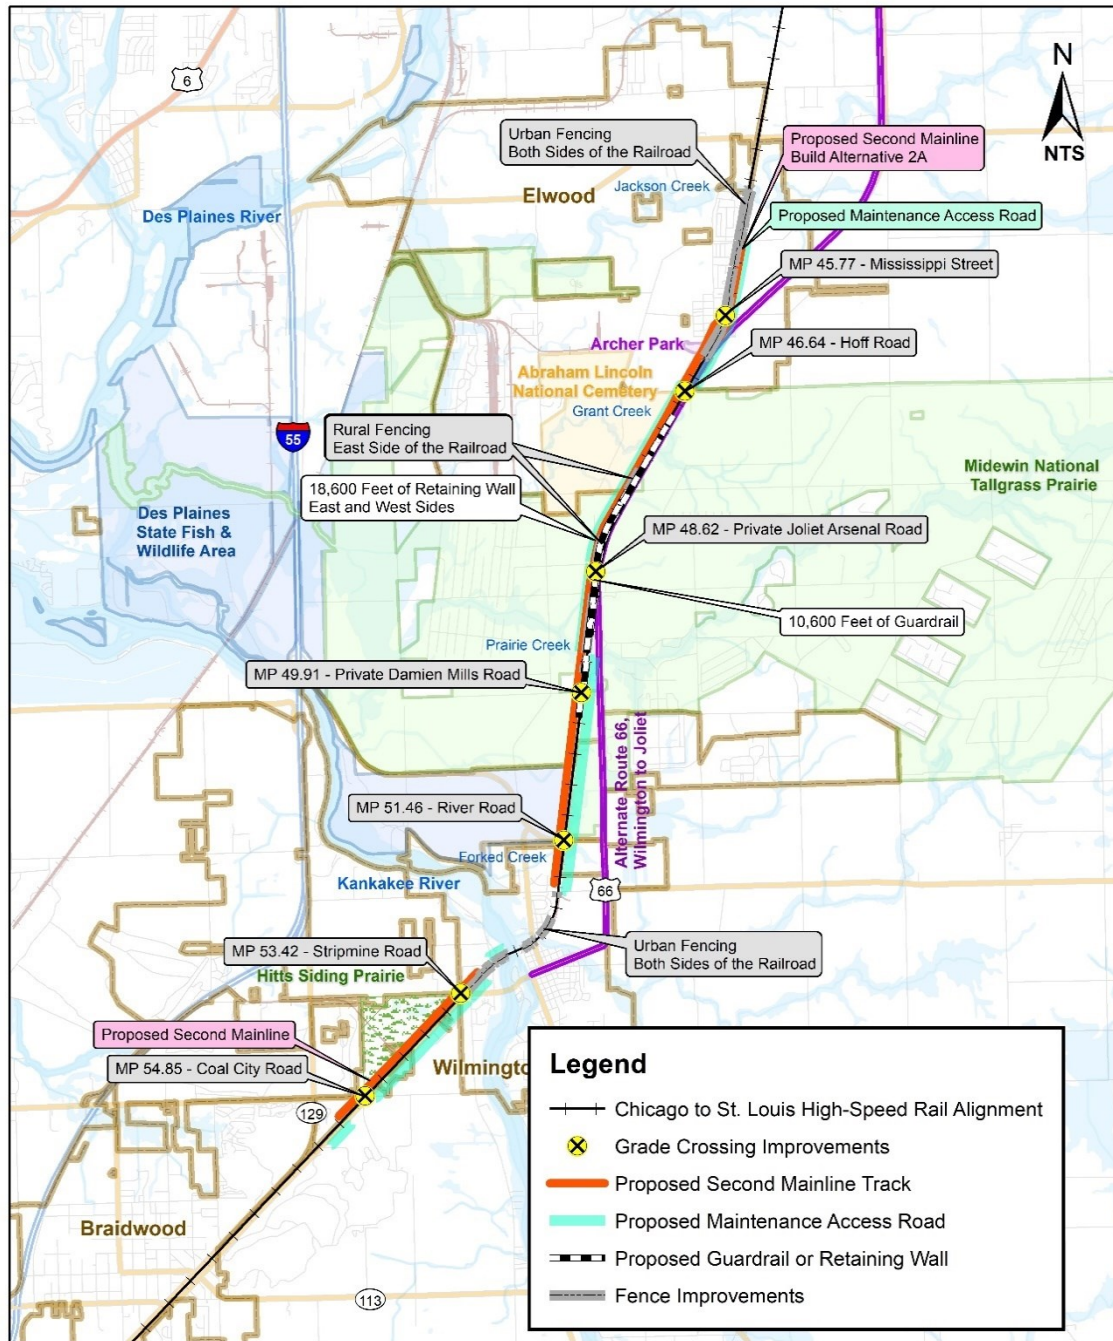 6
N
NTS
Urban Fencing
Both Sides of the Railroad
Proposed Second Mainline
Build Alternative 2A
Jackson Creek
Elwood
Des Plaines River
Proposed Maintenance Access Road
MP 45.77 - Mississippi Street
Archer Park
MP 46.64 - Hoff Road
Abraham Lincoln
National Cemetery
Grant Creek
Rural Fencing
East Side of the Railroad
55
Midewin National
Tallgrass Prairie
18,600 Feet of Retaining Wall
East and West Sides
Des Plaines
State Fish &
Wildlife Area
MP 48.62 - Private Joliet Arsenal Road
10,600 Feet of Guardrail
Prairie Creek
MP 49.91 - Private Damien Mills Road
Alternate Route 66,
Wilmington to Joliet
MP 51.46 - River Road
Forked Creek
Kankakee River
66
MP 53.42 - Stripmine Road
Urban Fencing
Both Sides of the Railroad
Hitts Siding Prairie
Proposed Second Mainline
Wilmingto
MP 54.85 - Coal City Road
129
Braidwood
113
Legend
Chicago to St. Louis High-Speed Rail Alignment
Grade Crossing Improvements
Proposed Second Mainline Track
Proposed Maintenance Access Road
Proposed Guardrail or Retaining Wall
Fence Improvements